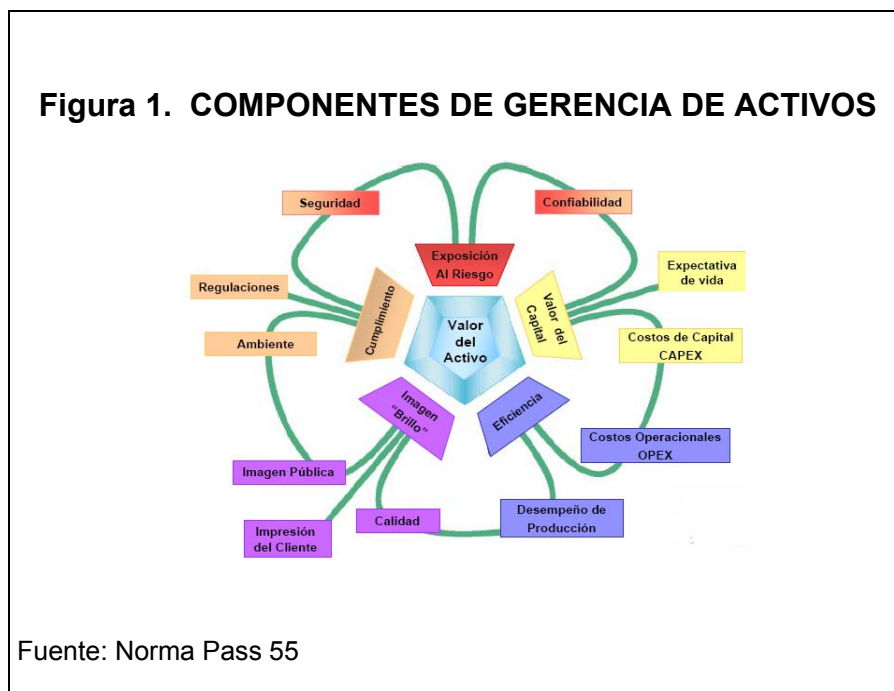 Figura 1. COMPONENTES DE GERENCIA DE ACTIVOS
Seguridad
Confiabilidad
Exposición
Al Riesgo
Expectativa
de vida
Regulaciones
Cumplimiento
Valor
del
Activo
Valor del
Capital
Ambiente
Costos de Capital
CAPEX
Imagen
"Brillo"
Eficiencia
Costos Operacionales
OPEX
Imagen Pública
Desempeño de
Producción
Calidad
Impresión
del Cliente
Fuente: Norma Pass 55